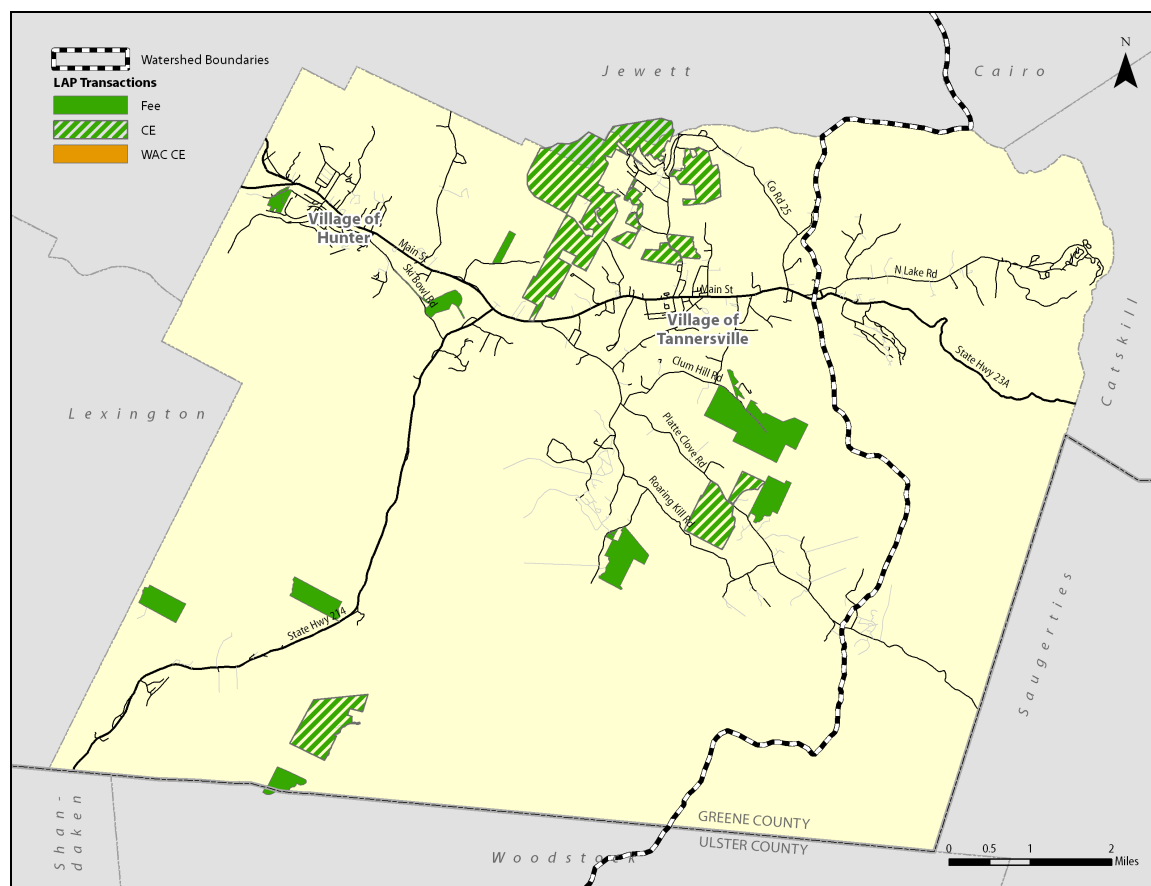 Watershed Boundaries
LAP Transactions
Fee
CE
WAC CE
Jewett
Cairo
N
Co Rd 25
Village of
Hunter
Main St
Ski Bowl Rd
N Lake Rd
Main St
Village of
Tannersville
State Hwy 23A
Catskill
Lexington
Clum Hill Rd
Platte Clove Rd
Roaring Kill Rd
State Hwy 214
Saugerties
GREENE COUNTY
ULSTER COUNTY
Shan-
daken
Woodstock
0 0.5 1 2
Miles